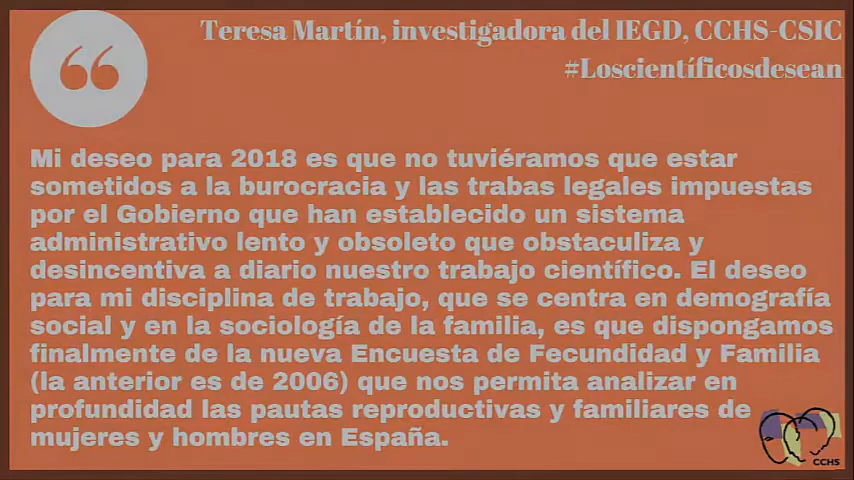 Teresa Martín, investigadora del IEGD, CCHS-CSIC
#Loscientíficosdesean
Mi deseo para 2018 es que no tuviéramos que estar
sometidos a la burocracia y las trabas legales impuestas
por el Gobierno que han establecido un sistema
administrativo lento y obsoleto que obstaculiza y
desincentiva a diario nuestro trabajo científico. El deseo
para mi disciplina de trabajo, que se centra en demografía
social y en la sociología de la familia, es que dispongamos
finalmente de la nueva Encuesta de Fecundidad y Familia
(la anterior es de 2006) que nos permita analizar en
profundidad las pautas reproductivas y familiares de
mujeres y hombres en España.
CCHS